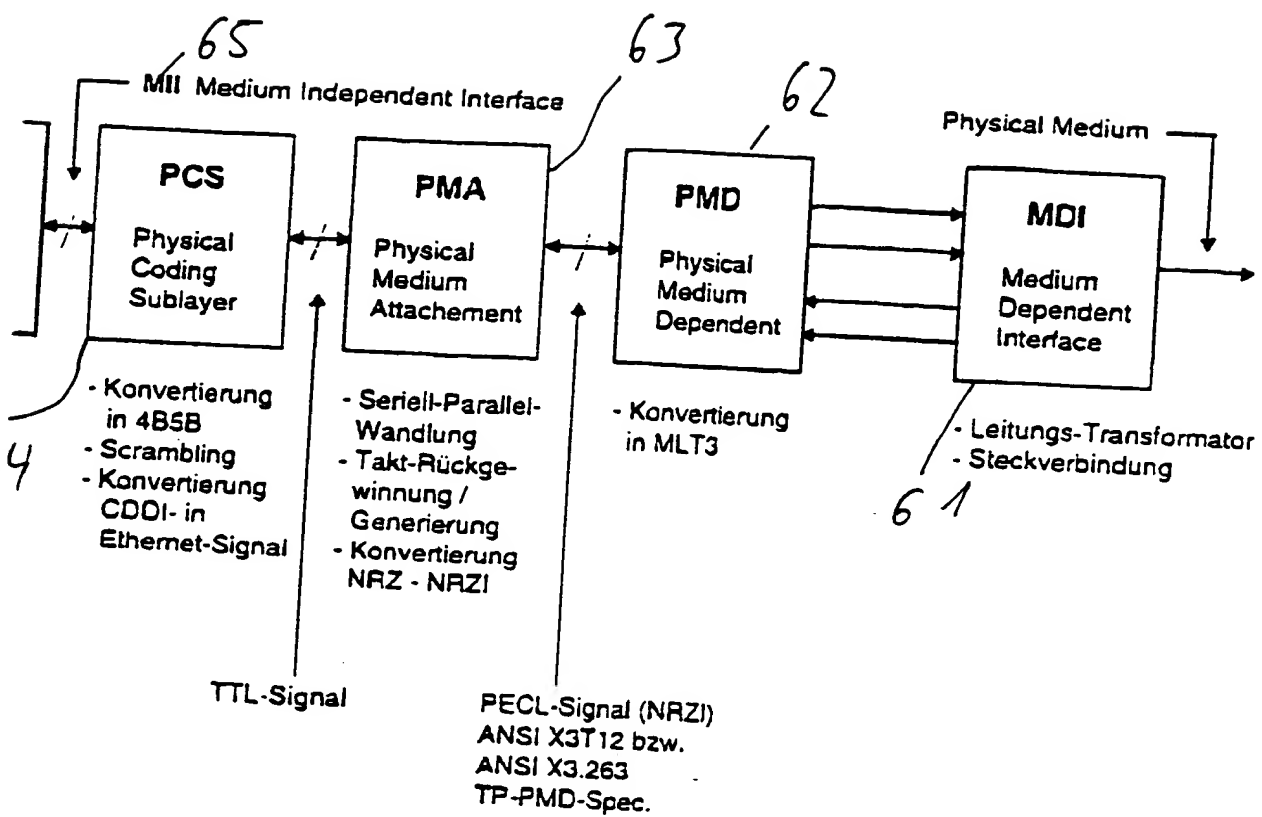 65
63
MII Medium Independent Interface
62
Physical Medium
PCS
Physical
Coding
Sublayer
PMA
Physical
Medium
Attachement
PMD
Physical
Medium
Dependent
MDI
Medium
Dependent
Interface
- Konvertierung
in 4B5B
- Scrambling
- Konvertierung
CDDI- in
Ethernet-Signal
4
- Seriell-Parallel-
Wandlung
- Takt-Rückge-
winnung /
Generierung
- Konvertierung
NRZ - NRZI
- Konvertierung
in MLT3
- Leitungs-Transformator
- Steckverbindung
61
TTL-Signal
PECL-Signal (NRZI)
ANSI X3T12 bzw.
ANSI X3.263
TP-PMD-Spec.